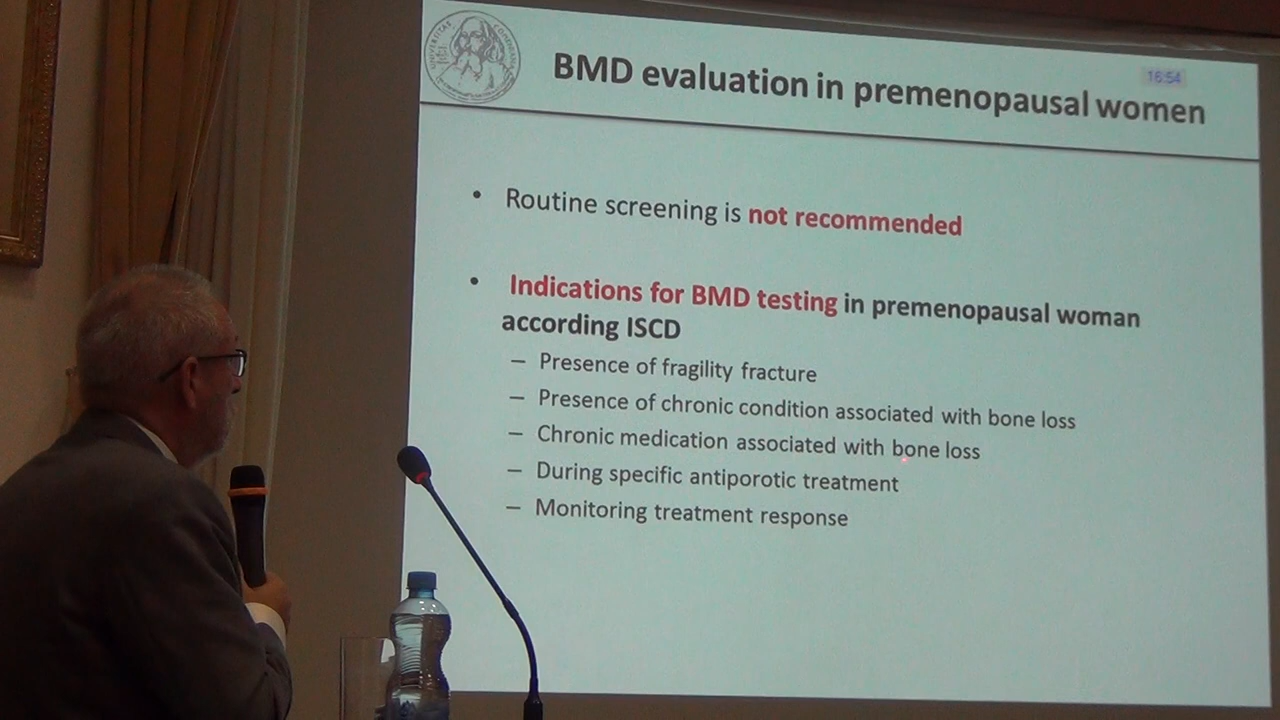 BMD evaluation in premenopausal women
16:54
• Routine screening is not recommended
• Indications for BMD testing in premenopausal woman
according ISCD
– Presence of fragility fracture
– Presence of chronic condition associated with bone loss
– Chronic medication associated with bone loss
– During specific antiporotic treatment
– Monitoring treatment response